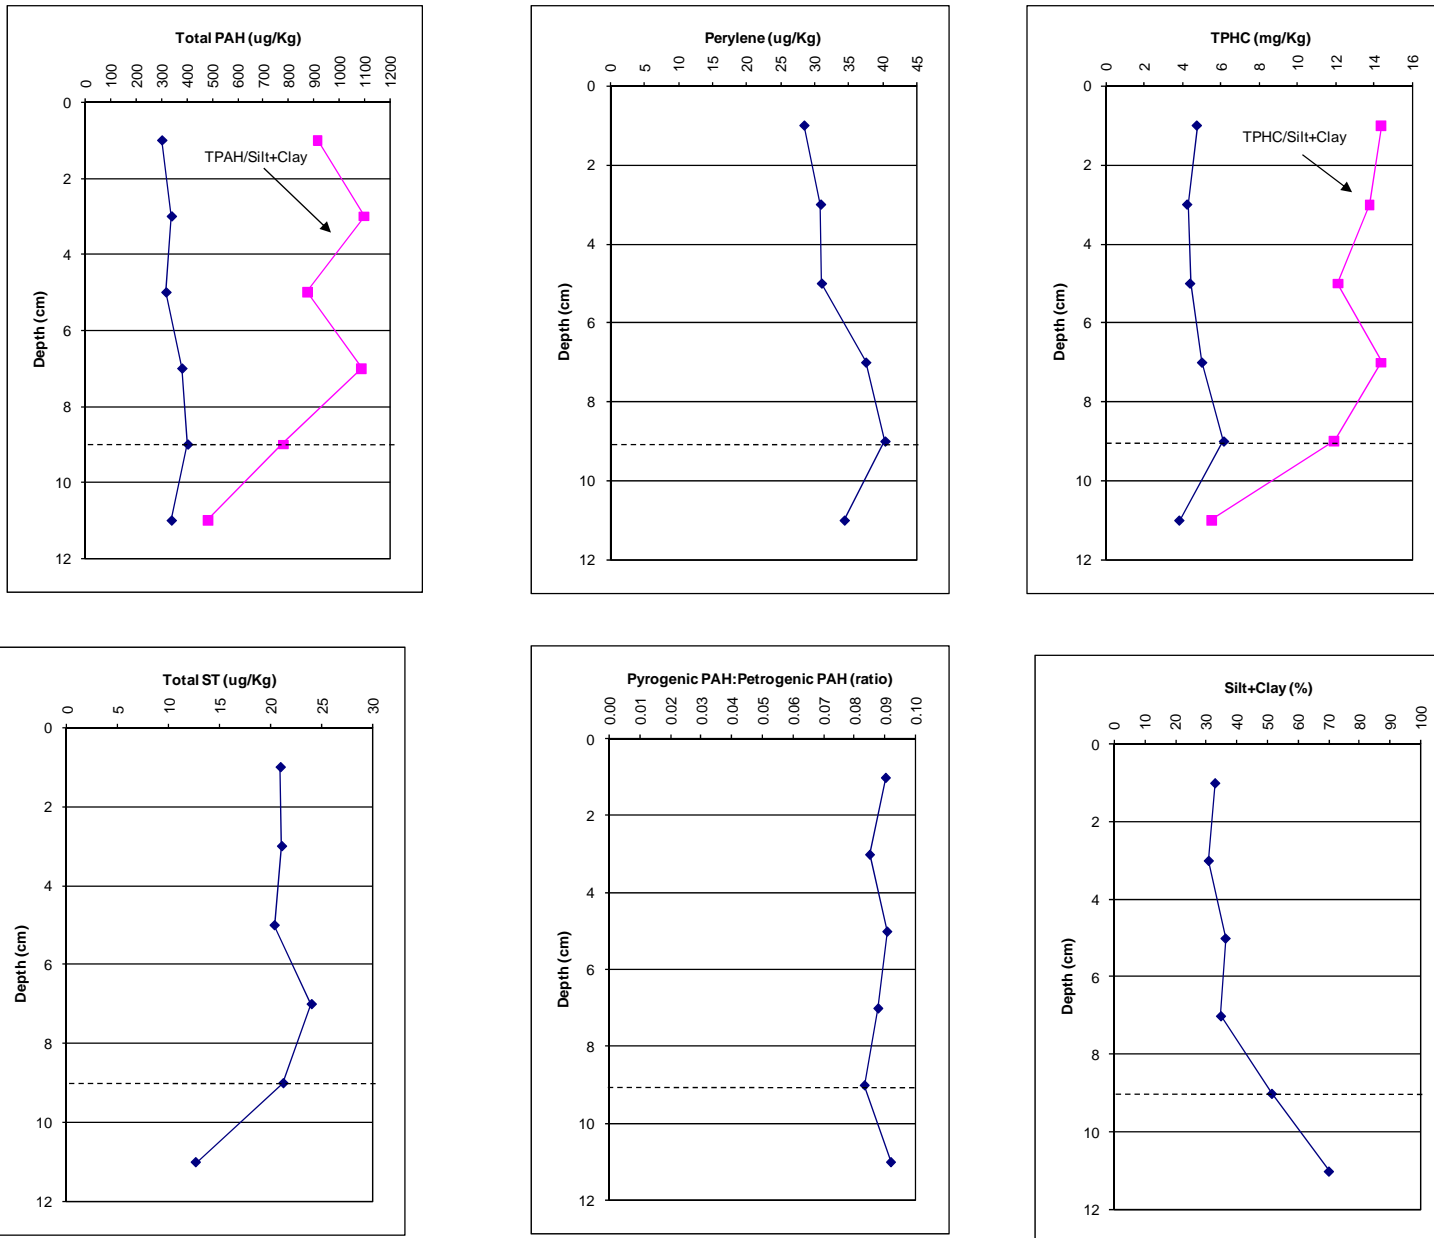 Total PAH (ug/Kg)
0 100 200 300 400 500 600 700 800 900 1000 1100 1200
0
2
4
6
8
10
12
Depth (cm)
TPAH/Silt+Clay
Perylene (ug/Kg)
0 5 10 15 20 25 30 35 40 45
0
2
4
6
8
10
12
Depth (cm)
TPHC (mg/Kg)
0 2 4 6 8 10 12 14 16
0
2
4
6
8
10
12
Depth (cm)
TPHC/Silt+Clay
Total ST (ug/Kg)
0 5 10 15 20 25 30
0
2
4
6
8
10
12
Depth (cm)
Pyrogenic PAH:Petrogenic PAH (ratio)
0.00 0.01 0.02 0.03 0.04 0.05 0.06 0.07 0.08 0.09 0.10
0
2
4
6
8
10
12
Depth (cm)
Silt+Clay (%)
0 10 20 30 40 50 60 70 80 90 100
0
2
4
6
8
10
12
Depth (cm)